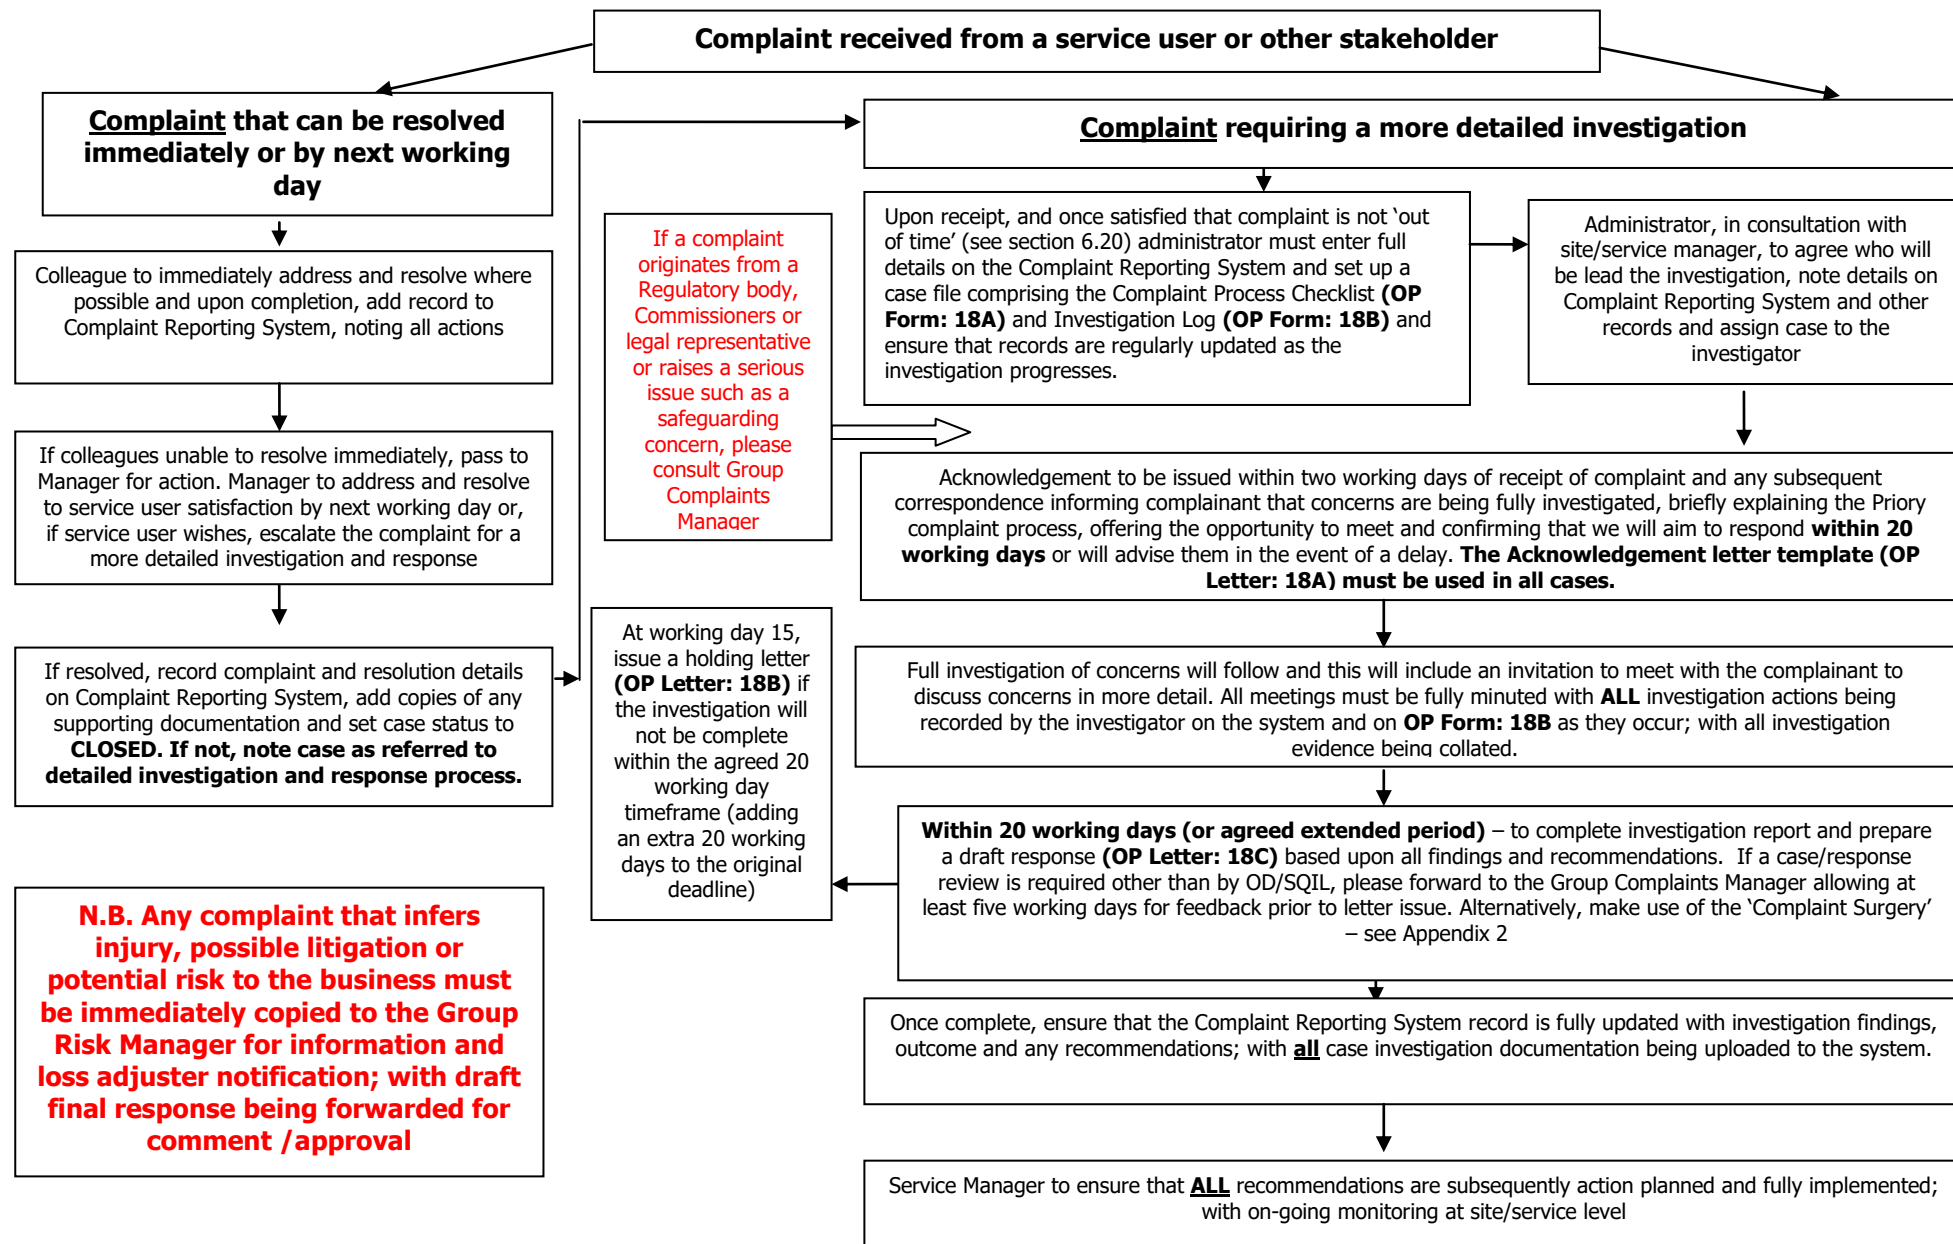 Complaint received from a service user or other stakeholder
Complaint that can be resolved
immediately or by next working
day
Colleague to immediately address and resolve where
possible and upon completion, add record to
Complaint Reporting System, noting all actions
If colleagues unable to resolve immediately, pass to
Manager for action. Manager to address and resolve
to service user satisfaction by next working day or,
if service user wishes, escalate the complaint for a
more detailed investigation and response
If resolved, record complaint and resolution details
on Complaint Reporting System, add copies of any
supporting documentation and set case status to
CLOSED. If not, note case as referred to
detailed investigation and response process.
N.B. Any complaint that infers
injury, possible litigation or
potential risk to the business must
be immediately copied to the Group
Risk Manager for information and
loss adjuster notification; with draft
final response being forwarded for
comment /approval
If a complaint
originates from a
Regulatory body,
Commissioners or
legal representative
or raises a serious
issue such as a
safeguarding
concern, please
consult Group
Complaints
Manager
At working day 15,
issue a holding letter
(OP Letter: 18B) if
the investigation will
not be complete
within the agreed 20
working day
timeframe (adding
an extra 20 working
days to the original
deadline)
Complaint requiring a more detailed investigation
Upon receipt, and once satisfied that complaint is not ‘out
of time’ (see section 6.20) administrator must enter full
details on the Complaint Reporting System and set up a
case file comprising the Complaint Process Checklist (OP
Form: 18A) and Investigation Log (OP Form: 18B) and
ensure that records are regularly updated as the
investigation progresses.
Administrator, in consultation with
site/service manager, to agree who will
be lead the investigation, note details on
Complaint Reporting System and other
records and assign case to the
investigator
Acknowledgement to be issued within two working days of receipt of complaint and any subsequent
correspondence informing complainant that concerns are being fully investigated, briefly explaining the Priory
complaint process, offering the opportunity to meet and confirming that we will aim to respond within 20
working days or will advise them in the event of a delay. The Acknowledgement letter template (OP
Letter: 18A) must be used in all cases.
Full investigation of concerns will follow and this will include an invitation to meet with the complainant to
discuss concerns in more detail. All meetings must be fully minuted with ALL investigation actions being
recorded by the investigator on the system and on OP Form: 18B as they occur; with all investigation
evidence being collated.
Within 20 working days (or agreed extended period) – to complete investigation report and prepare
a draft response (OP Letter: 18C) based upon all findings and recommendations. If a case/response
review is required other than by OD/SQIL, please forward to the Group Complaints Manager allowing at
least five working days for feedback prior to letter issue. Alternatively, make use of the ‘Complaint Surgery’
– see Appendix 2
Once complete, ensure that the Complaint Reporting System record is fully updated with investigation findings,
outcome and any recommendations; with all case investigation documentation being uploaded to the system.
Service Manager to ensure that ALL recommendations are subsequently action planned and fully implemented;
with on-going monitoring at site/service level